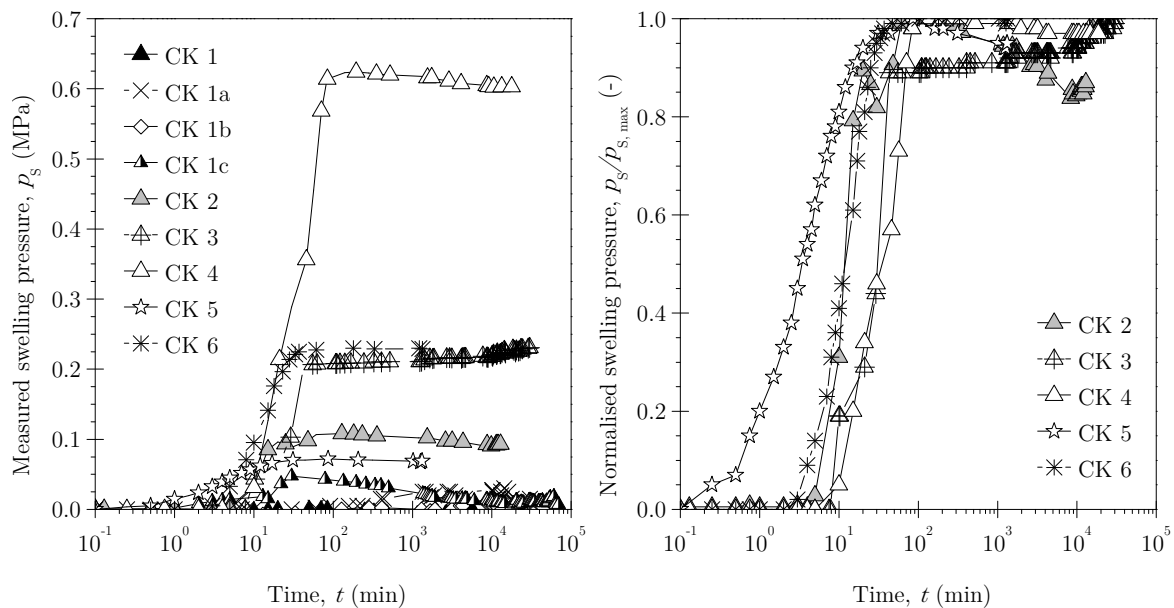 Measured swelling pressure, pₛ (MPa)
0.7
0.6
0.5
0.4
0.3
0.2
0.1
0.0
CK 1
CK 1a
CK 1b
CK 1c
CK 2
CK 3
CK 4
CK 5
CK 6
10⁻¹ 10⁰ 10¹ 10² 10³ 10⁴ 10⁵
Time, t (min)
Normalised swelling pressure, pₛ/pₛ, ₘₐₓ (-)
1.0
0.8
0.6
0.4
0.2
0.0
CK 2
CK 3
CK 4
CK 5
CK 6
10⁻¹ 10⁰ 10¹ 10² 10³ 10⁴ 10⁵
Time, t (min)